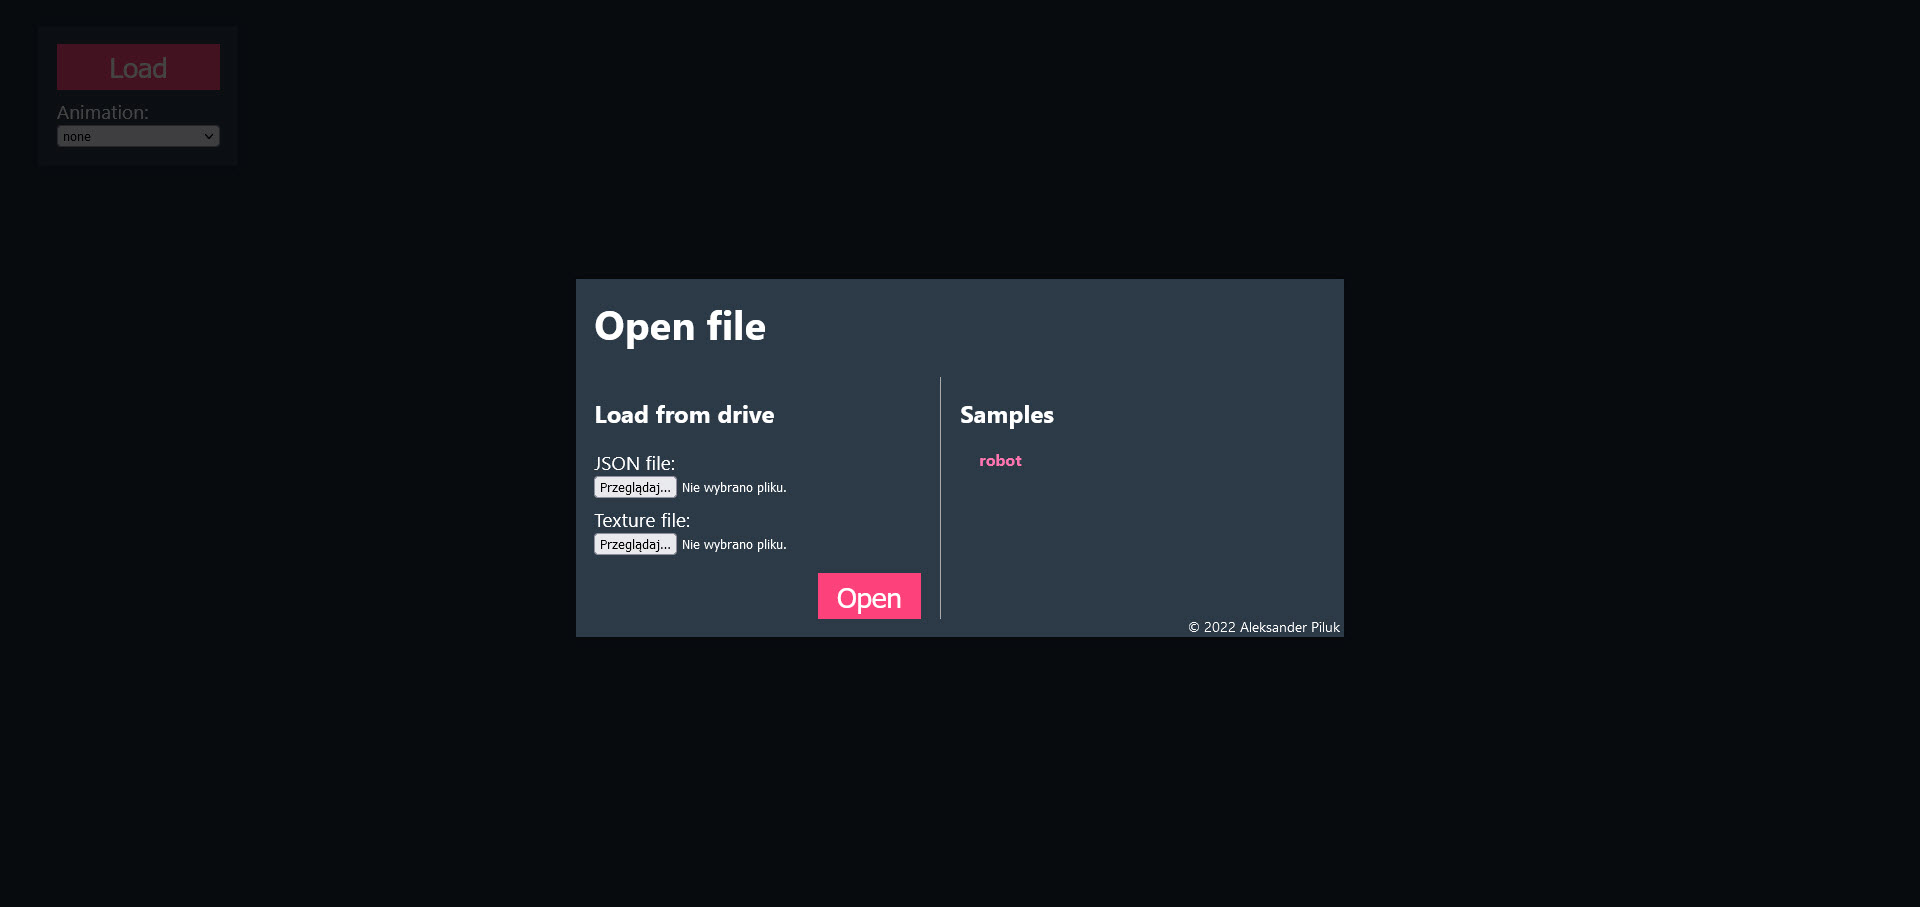 Load
Animation:
none
Open file
Load from drive
JSON file:
Przeglądaj... Nie wybrano pliku.
Texture file:
Przeglądaj... Nie wybrano pliku.
Open
Samples
robot
© 2022 Aleksander Piluk